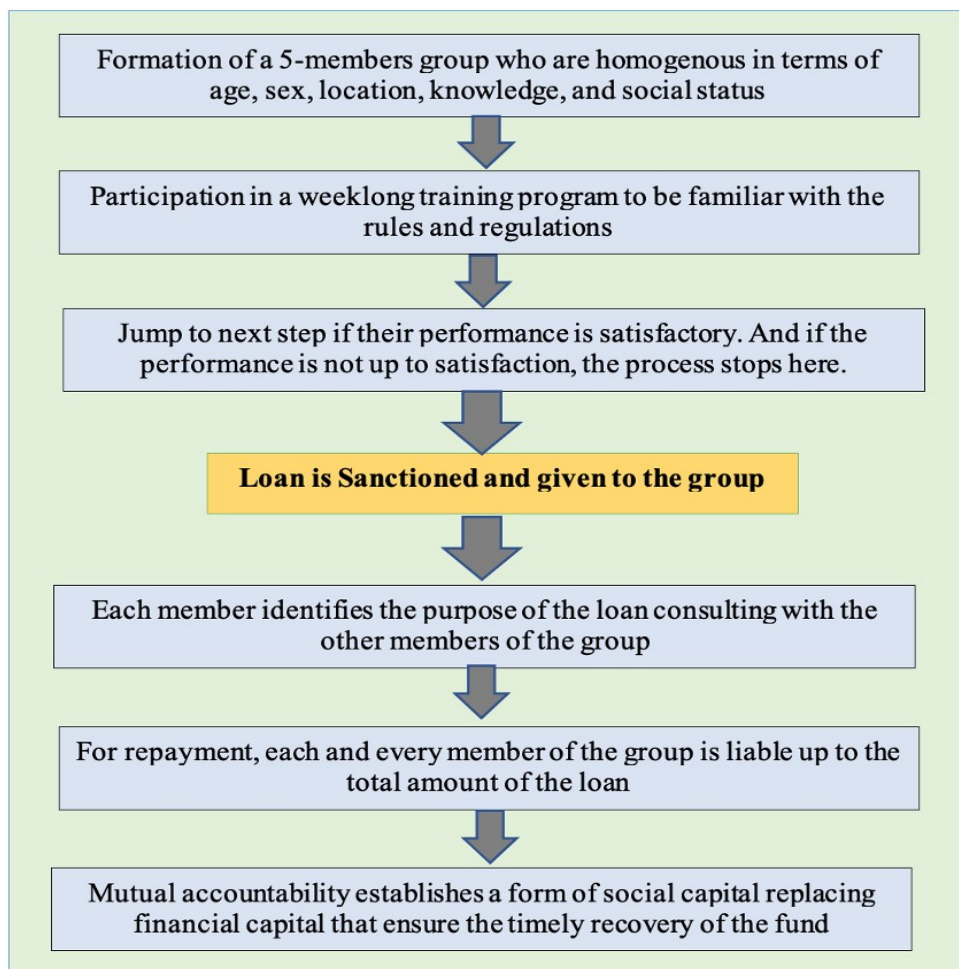 Formation of a 5-members group who are homogenous in terms of
age, sex, location, knowledge, and social status
Participation in a weeklong training program to be familiar with the
rules and regulations
Jump to next step if their performance is satisfactory. And if the
performance is not up to satisfaction, the process stops here.
Loan is Sanctioned and given to the group
Each member identifies the purpose of the loan consulting with the
other members of the group
For repayment, each and every member of the group is liable up to the
total amount of the loan
Mutual accountability establishes a form of social capital replacing
financial capital that ensure the timely recovery of the fund